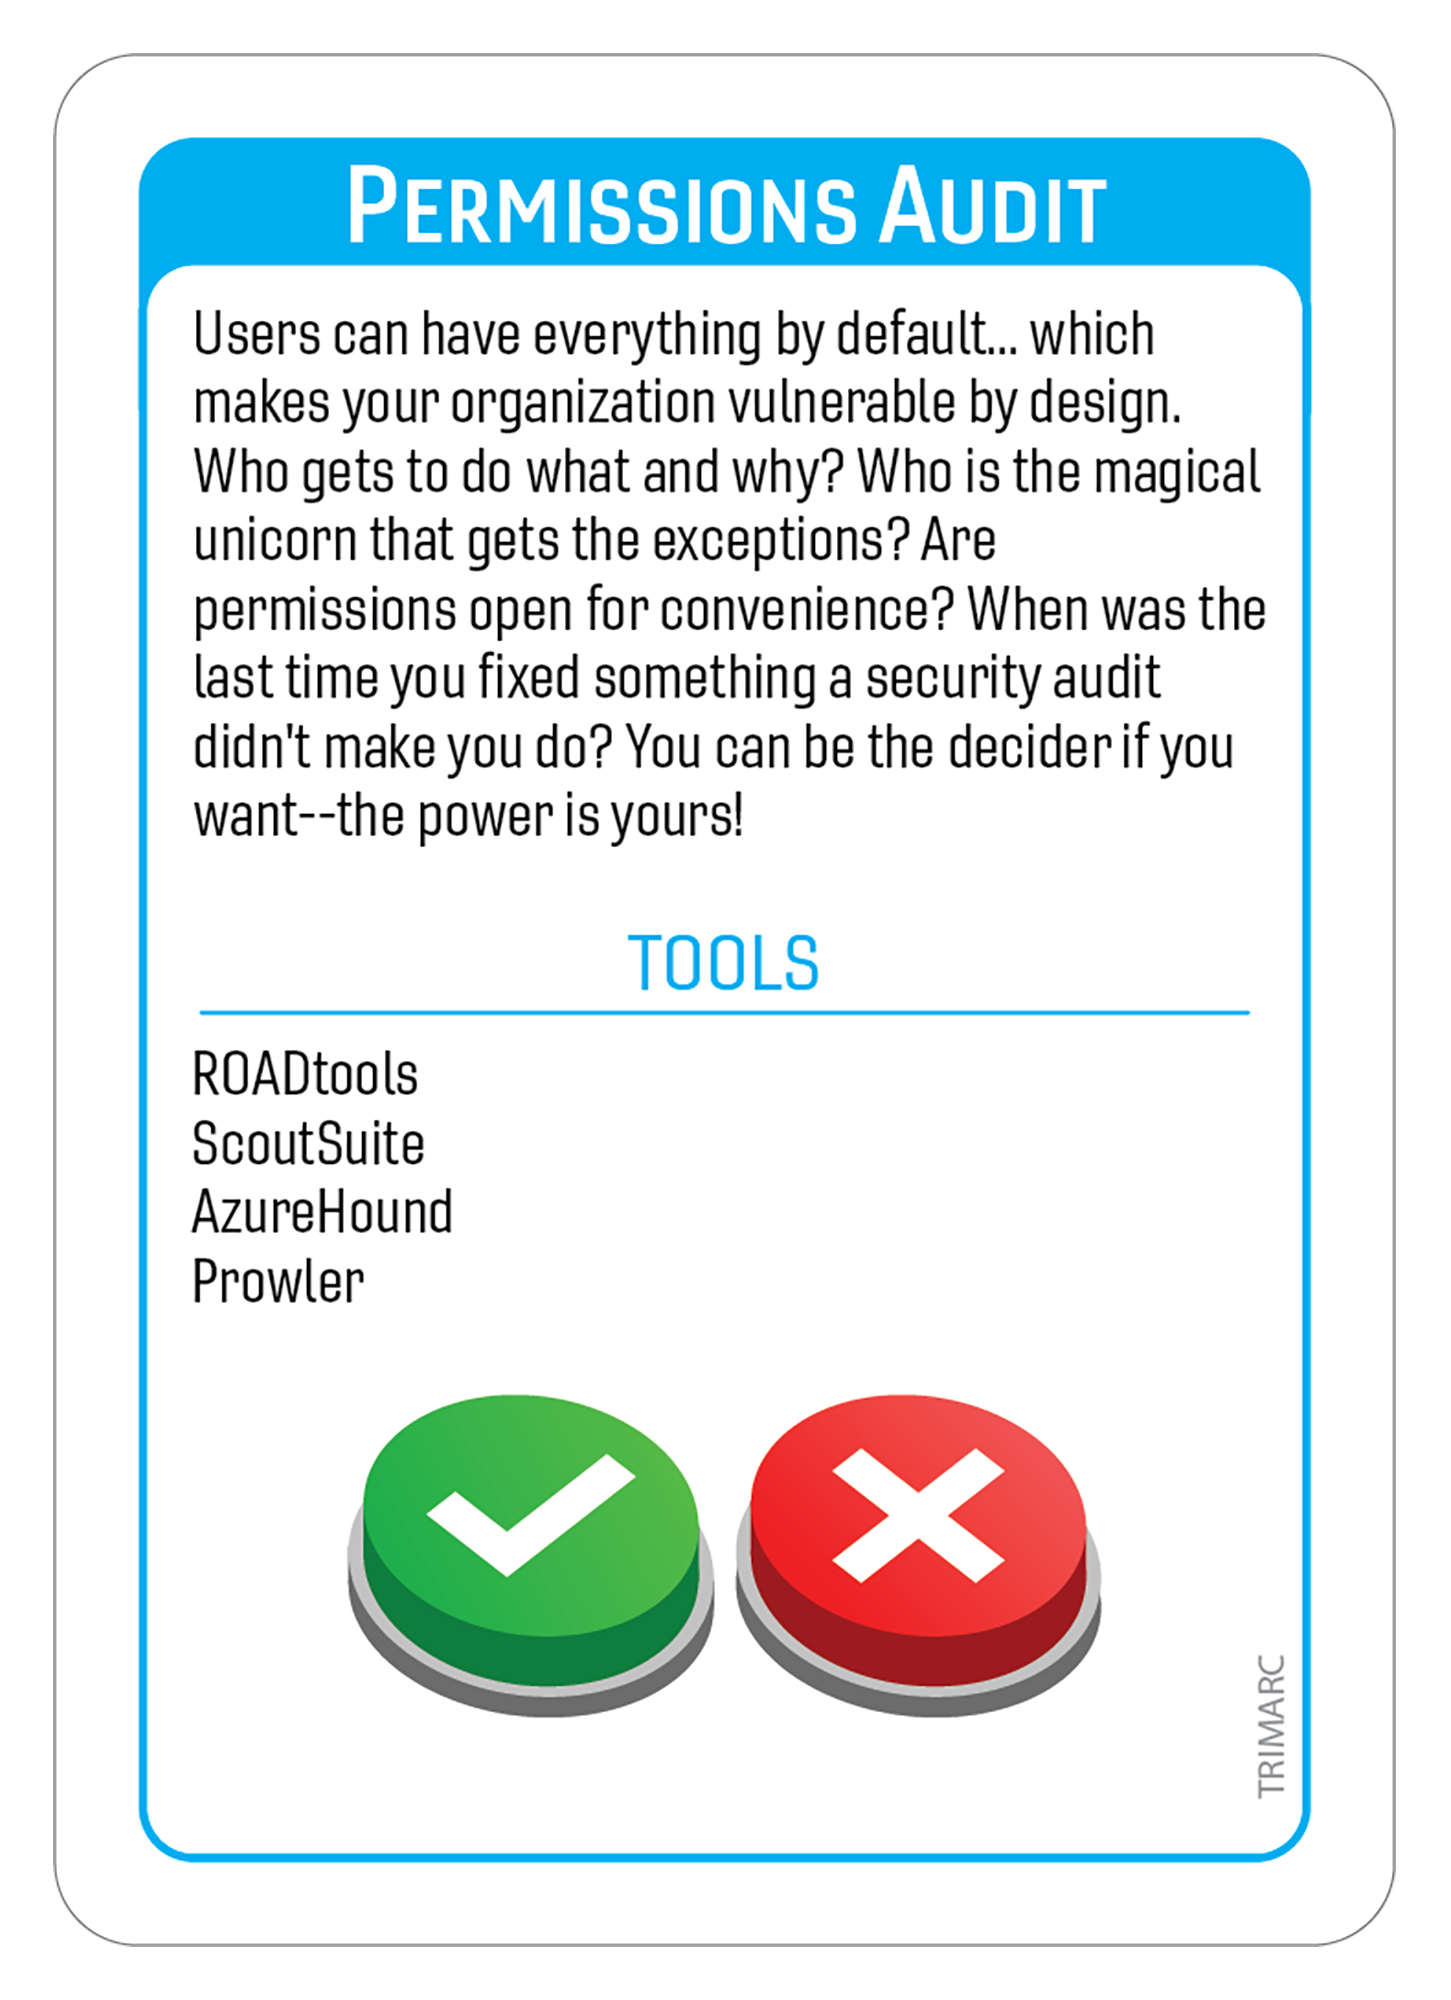 Permissions Audit
Users can have everything by default... which
makes your organization vulnerable by design.
Who gets to do what and why? Who is the magical
unicorn that gets the exceptions? Are
permissions open for convenience? When was the
last time you fixed something a security audit
didn't make you do? You can be the decider if you
want--the power is yours!
TOOLS
ROADtools
ScoutSuite
AzureHound
Prowler
TRIMARC